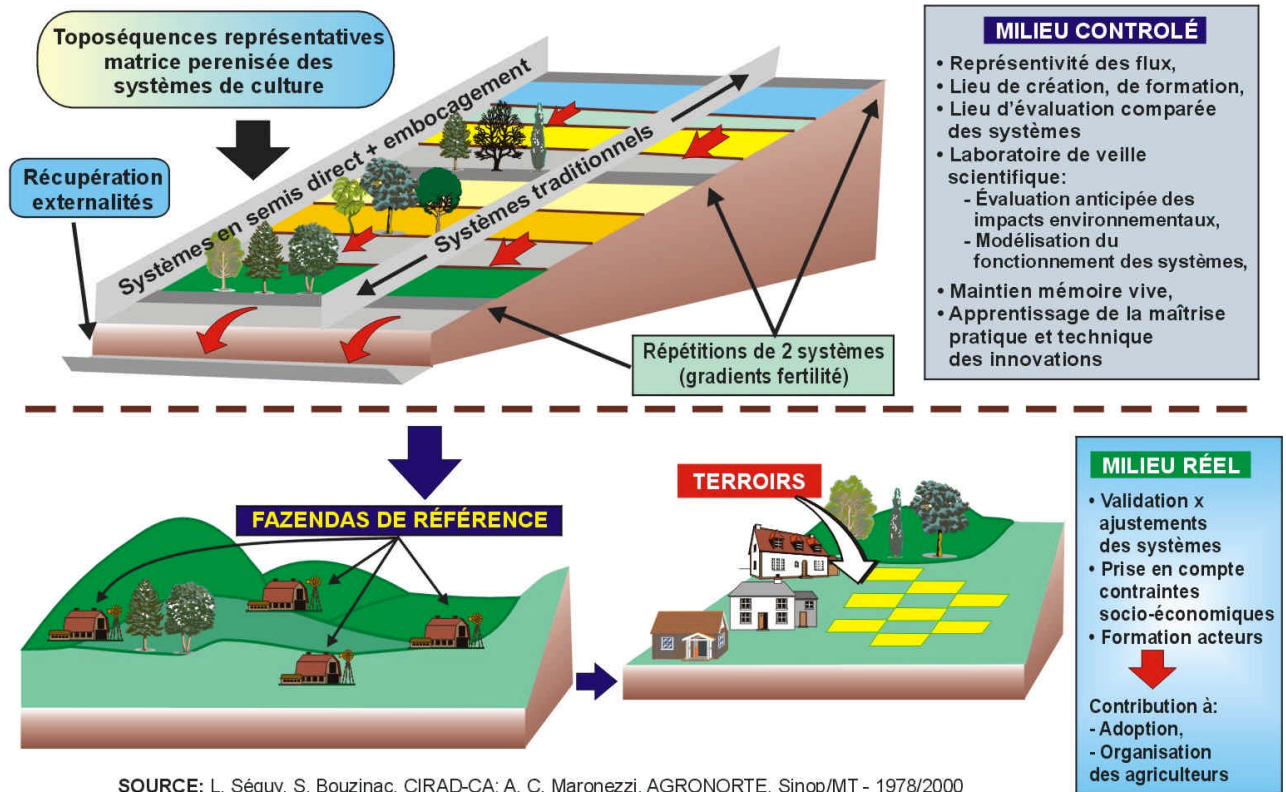 Toposéquences représentatives
matrice perenisée des
systèmes de culture
Récupération
externalités
Systèmes en semis direct + embocagement
Systèmes traditionnels
Répétitions de 2 systèmes
(gradients fertilité)
MILIEU CONTROLÉ
• Représentivité des flux,
• Lieu de création, de formation,
• Lieu d'évaluation comparée
des systèmes
• Laboratoire de veille
scientifique:
- Évaluation anticipée des
impacts environmentaux,
- Modélisation du
fonctionnement des systèmes,
• Maintien mémoire vive,
• Apprentissage de la maîtrise
pratique et technique
des innovations
FAZENDAS DE RÉFÉRENCE
TERROIRS
MILIEU RÉEL
• Validation x
ajustements
des systèmes
• Prise en compte
contraintes
socio-économiques
• Formation acteurs
Contribution à:
- Adoption,
- Organisation
des agriculteurs
SOURCE: L. Séguy, S. Bouzinac, CIRAD-CA; A. C. Maronezzi, AGRONORTE, Sinop/MT - 1978/2000